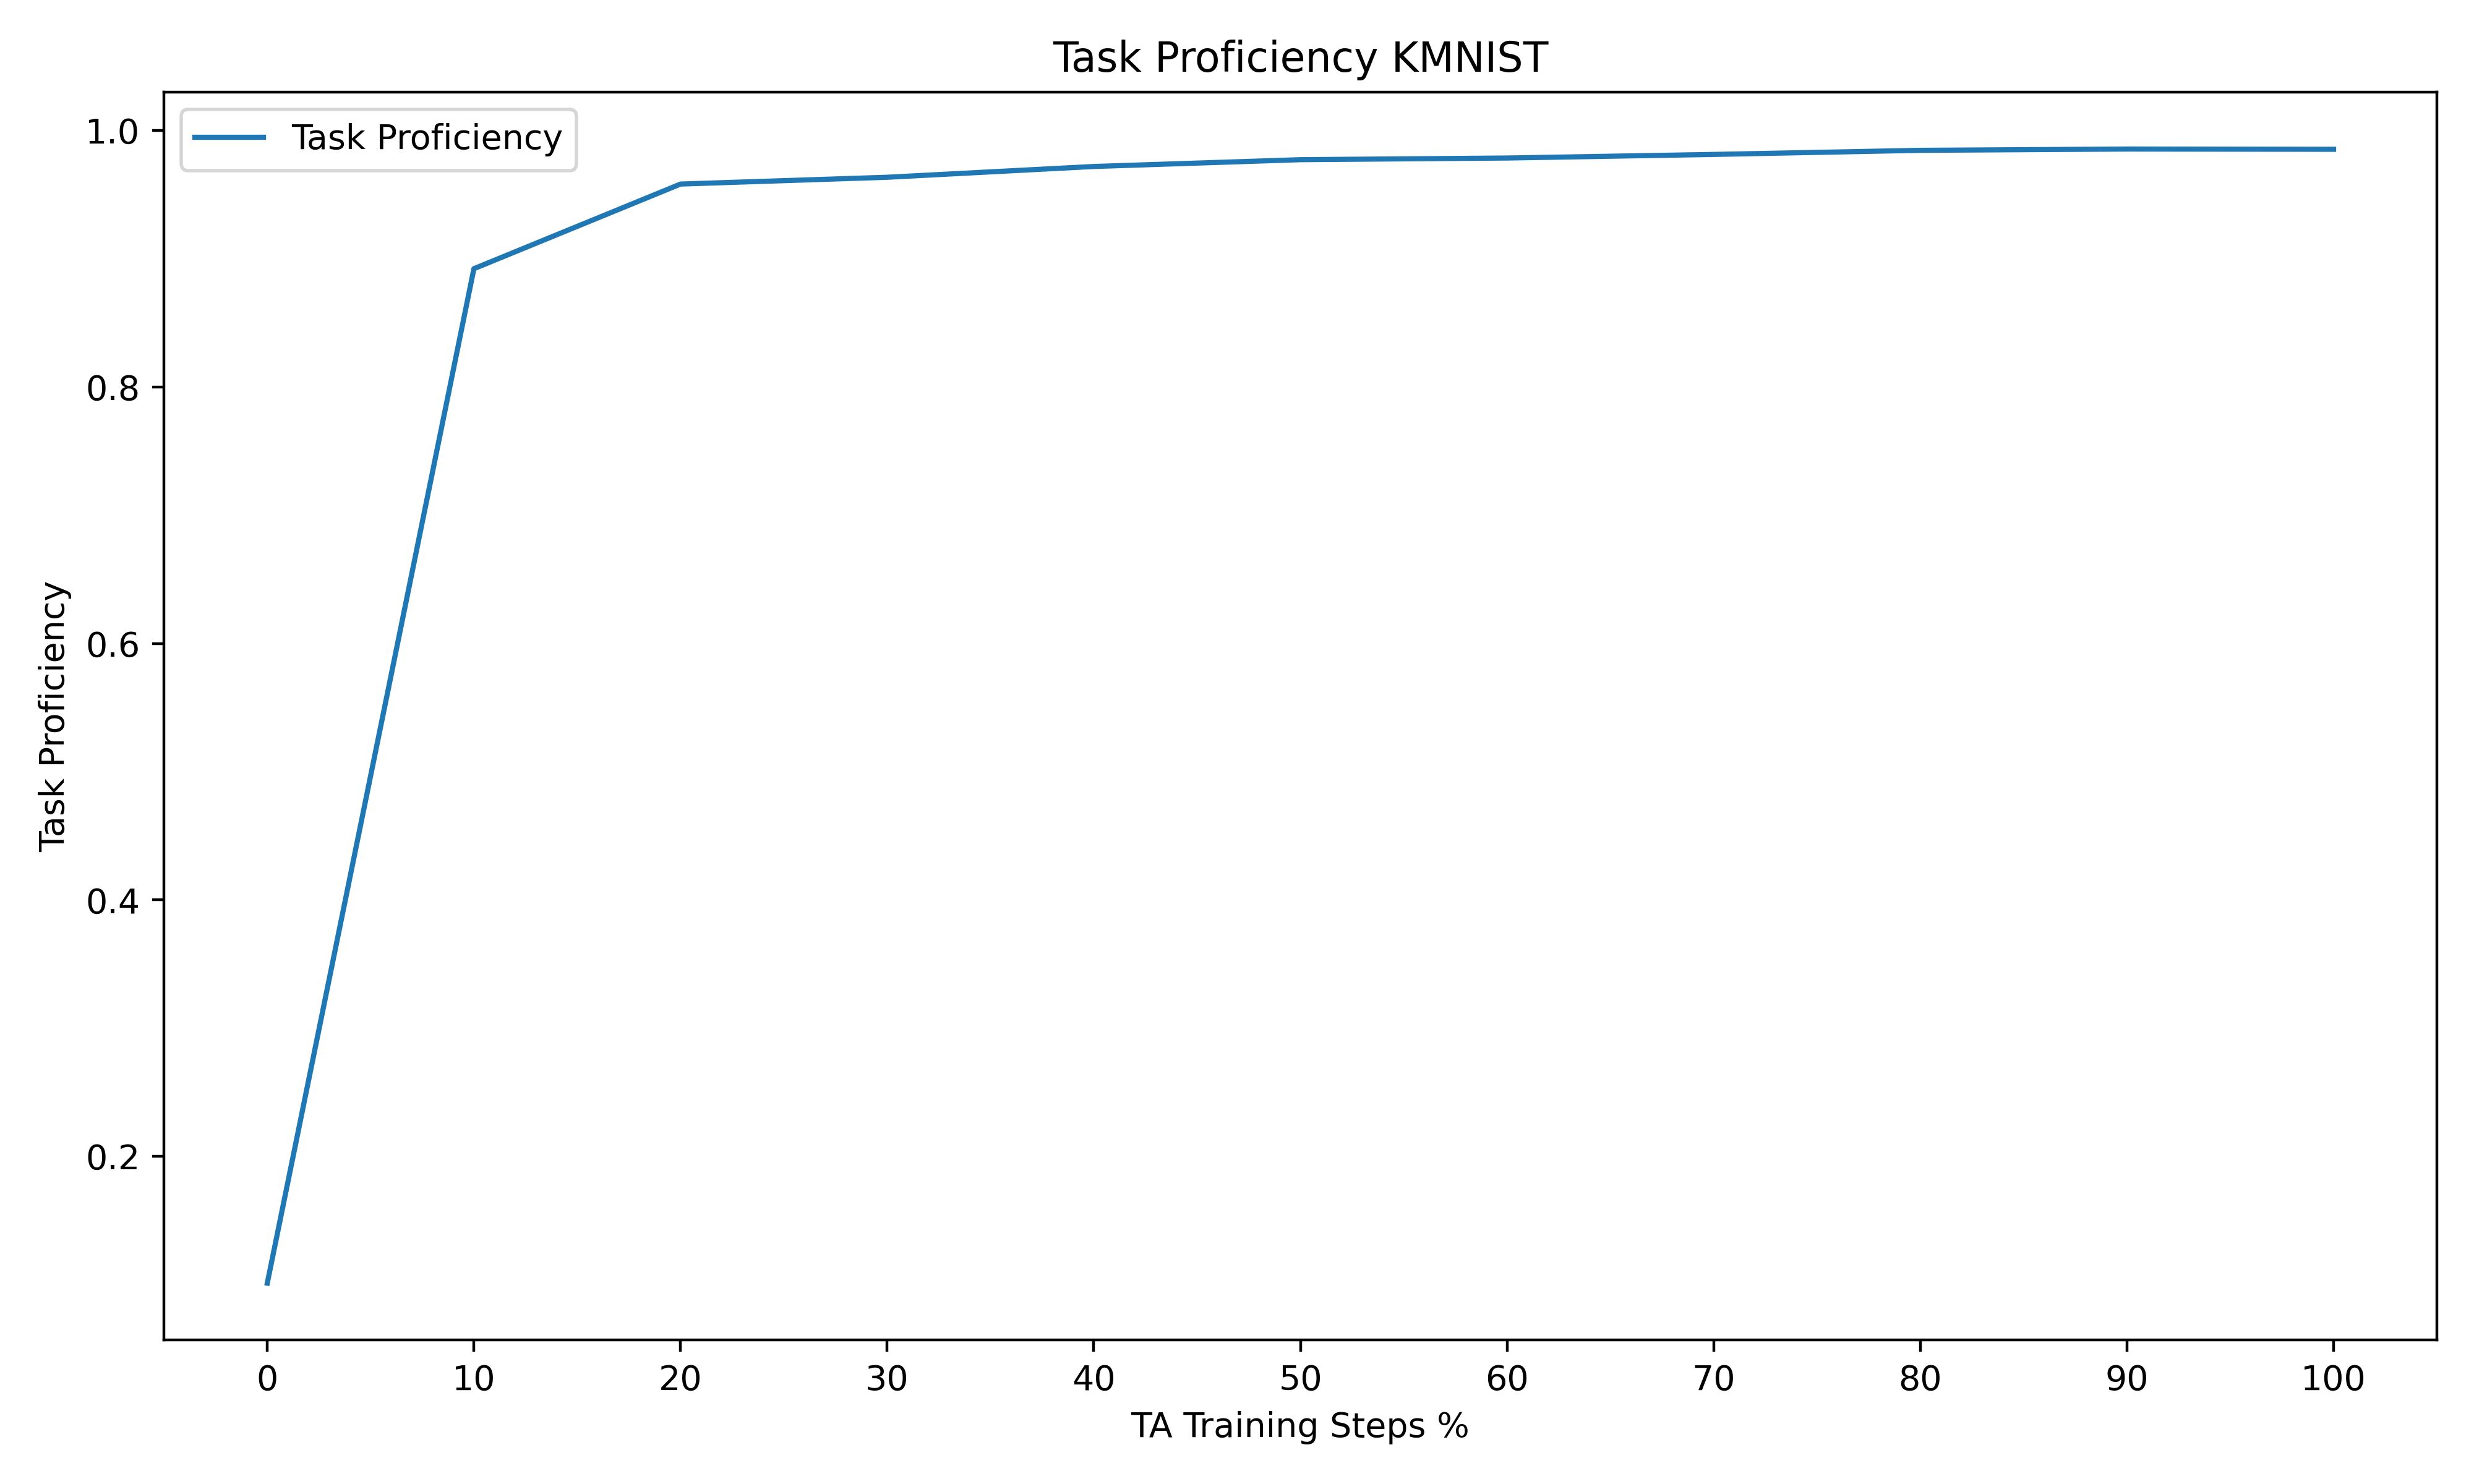 Task Proficiency KMNIST
Task Proficiency
1.0
0.8
0.6
0.4
0.2
Task Proficiency
0 10 20 30 40 50 60 70 80 90 100
TA Training Steps %